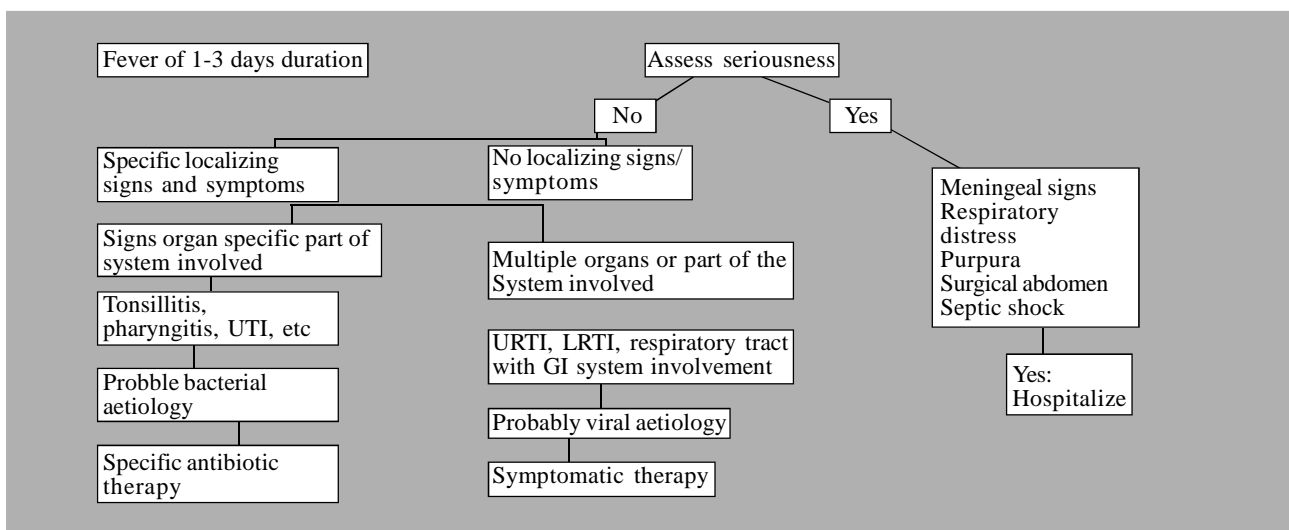 Fever of 1-3 days duration
Assess seriousness
No
Yes
Specific localizing
signs and symptoms
No localizing signs/
symptoms
Meningeal signs
Respiratory
distress
Purpura
Surgical abdomen
Septic shock
Signs organ specific part of
system involved
Multiple organs or part of the
System involved
Tonsillitis,
pharyngitis, UTI, etc
URTI, LRTI, respiratory tract
with GI system involvement
Yes:
Hospitalize
Probble bacterial
aetiology
Probably viral aetiology
Specific antibiotic
therapy
Symptomatic therapy